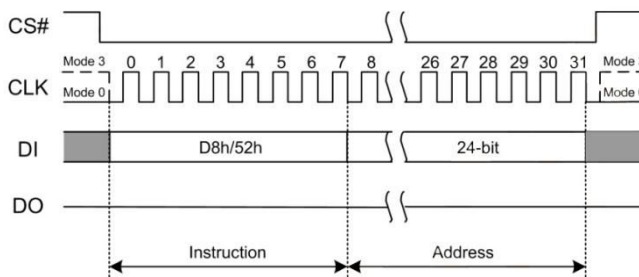 CS#
Mode 3 0 1 2 3 4 5 6 7 8 26 27 28 29 30 31 Mode
CLK Mode 0 Mode
DI D8h/52h 24-bit
DO
Instruction Address